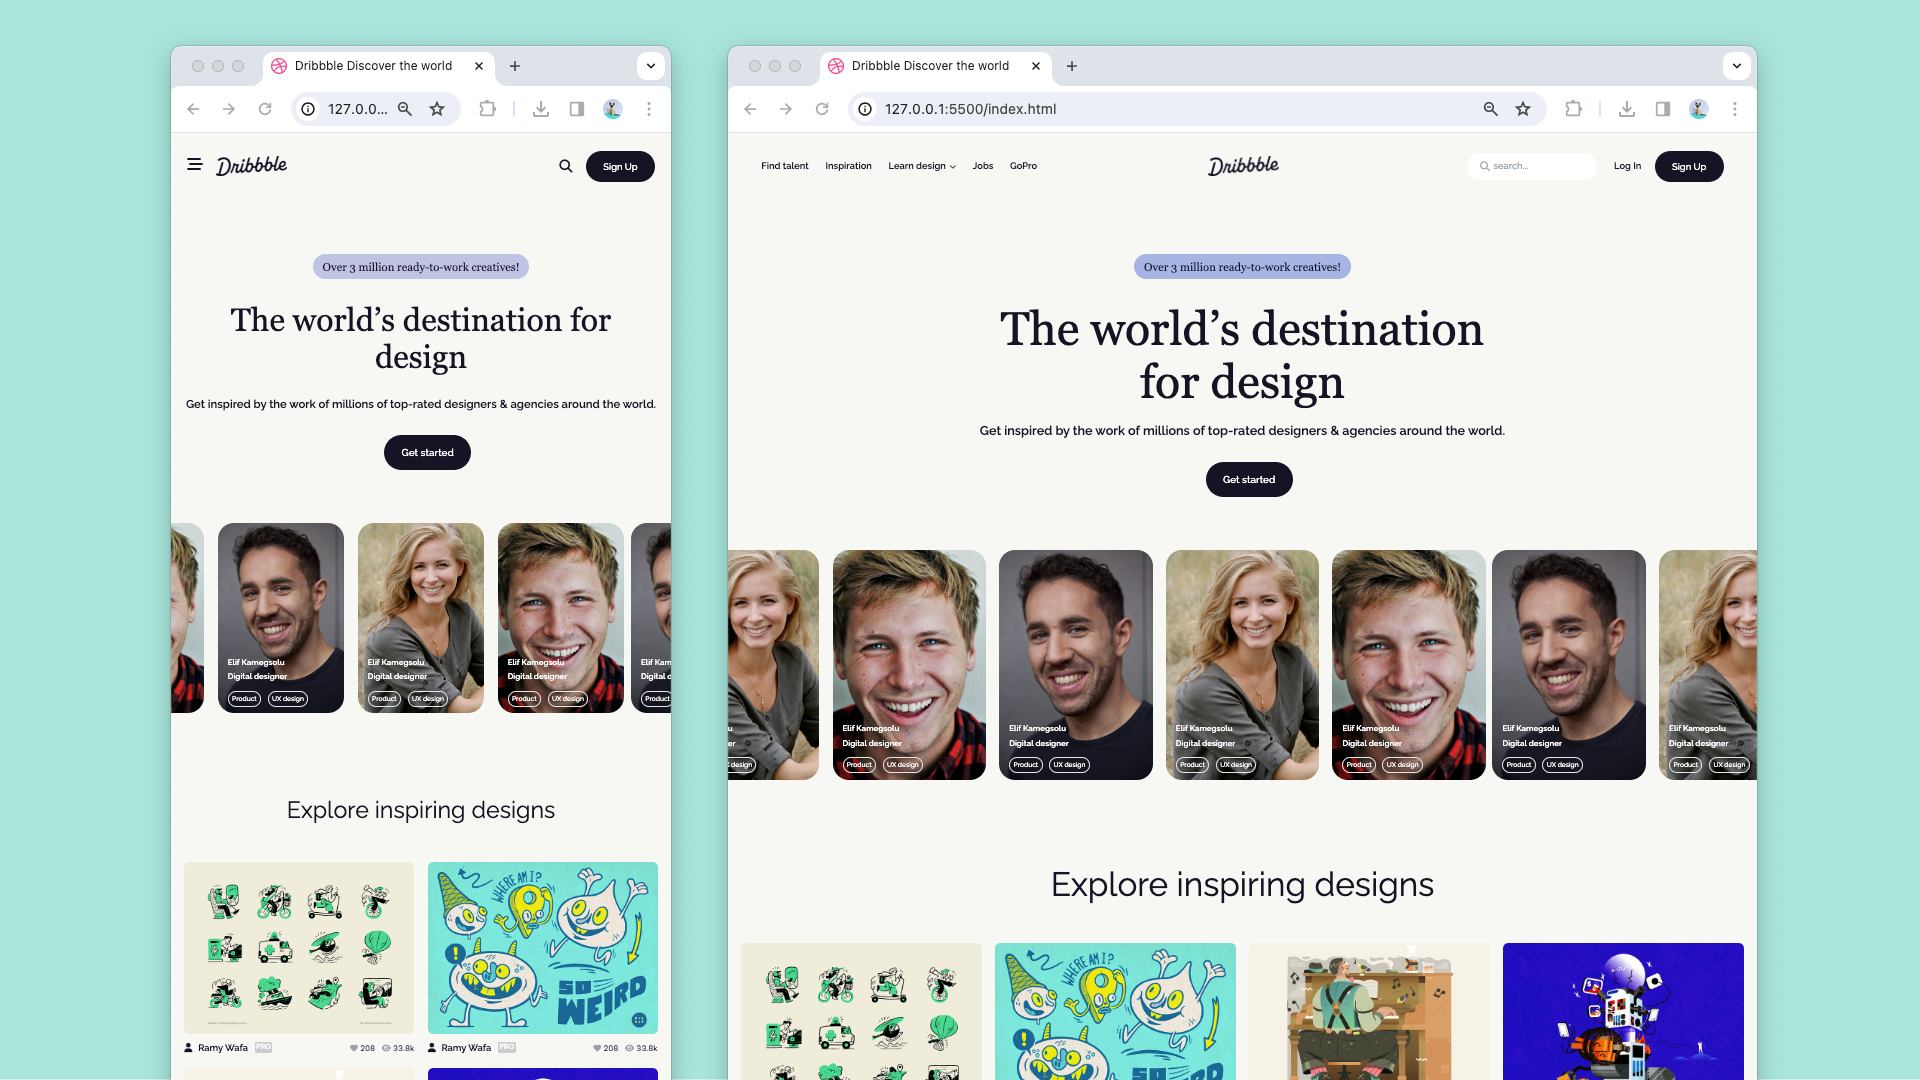 Dribbble Discover the world
127.0.0...
Dribbble
Sign Up
Over 3 million ready-to-work creatives!
The world's destination for
design
Get inspired by the work of millions of top-rated designers & agencies around the world.
Get started
Elif Kamegsolu
Digital designer
Product UX design
Elif Kamegsolu
Digital designer
Product UX design
Elif Kamegsolu
Digital designer
Product UX design
Elif Kam
Digital d
Product
Explore inspiring designs
WHERE AM I?
SO
WEIRD
Ramy Wafa PRO 208 33.8k
Ramy Wafa PRO 208 33.8k
Dribbble Discover the world
127.0.0.1:5500/index.html
Find talent Inspiration Learn design Jobs GoPro
Dribbble
search...
Log In
Sign Up
Over 3 million ready-to-work creatives!
The world's destination
for design
Get inspired by the work of millions of top-rated designers & agencies around the world.
Get started
lu
er
design
Elif Kamegsolu
Digital designer
Product UX design
Elif Kamegsolu
Digital designer
Product UX design
Elif Kamegsolu
Digital designer
Product UX design
Elif Kamegsolu
Digital designer
Product UX design
Elif Kamegsolu
Digital designer
Product UX design
Elif Kamegsolu
Digital designer
Product UX design
Explore inspiring designs
WHERE AM I?
SO